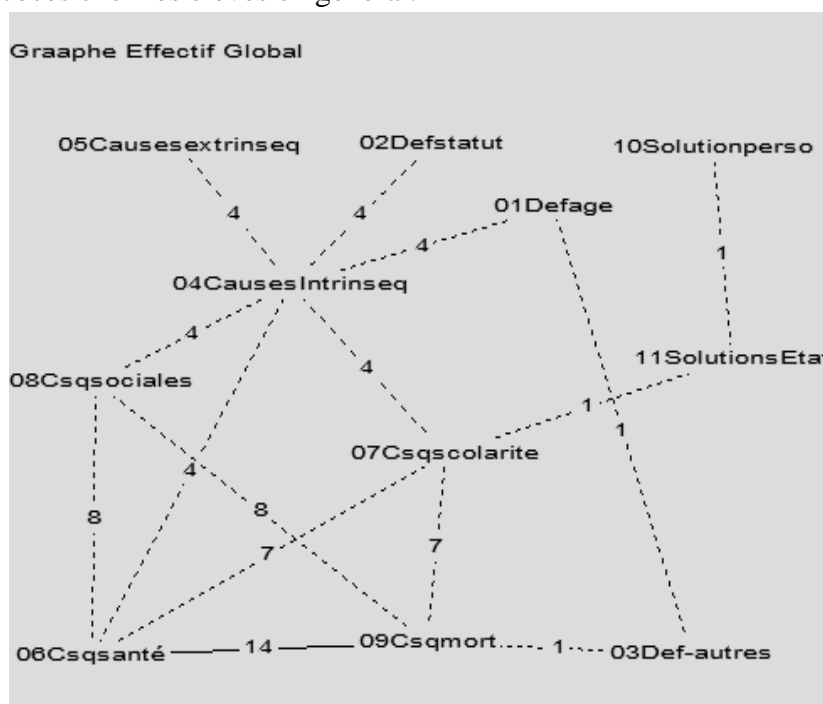 Graaphe Effectif Global
05Causesextrinseq 02Defstatut 10Solutionperso
01Defage
4 4
4
1
04CausesIntrinseq
4
11SolutionsEtat
4
08Csqsociales
1
1
07Csqscolarite
4
8
8
7
7
06Csqsanté 14 09Csqmort 1 03Def-autres